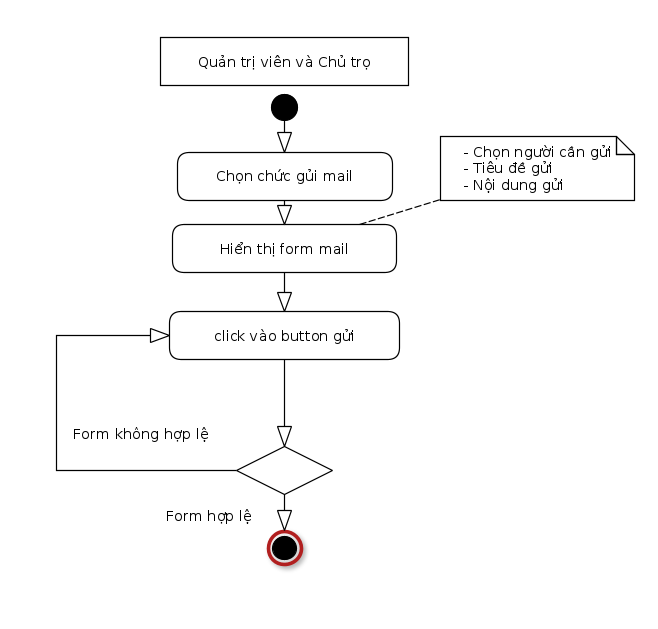 Quản trị viên và Chủ trọ
- Chọn người cần gửi
- Tiêu đề gửi
- Nội dung gửi
Chọn chức gủi mail
Hiển thị form mail
click vào button gửi
Form không hợp lệ
Form hợp lệ